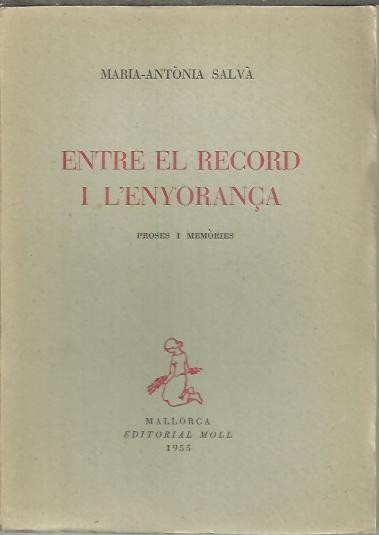 MARIA-ANTÒNIA SALVÀ
ENTRE EL RECORD
I L'ENYORANÇA
PROSES I MEMÒRIES
MALLORCA
EDITORIAL MOLL
1955